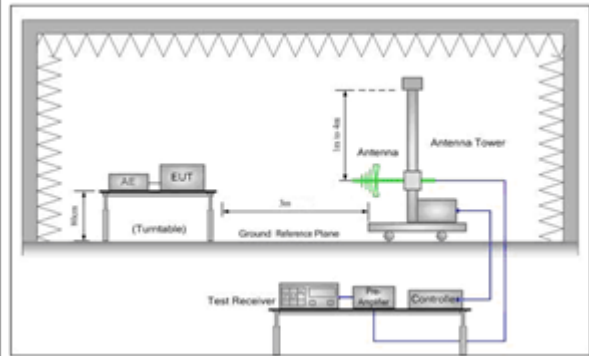 1m to 4m
Antenna
Antenna Tower
AE
EUT
80cm
3m
(Turntable)
Ground Reference Plane
Test Receiver
Pre-
Amplifier
Controller